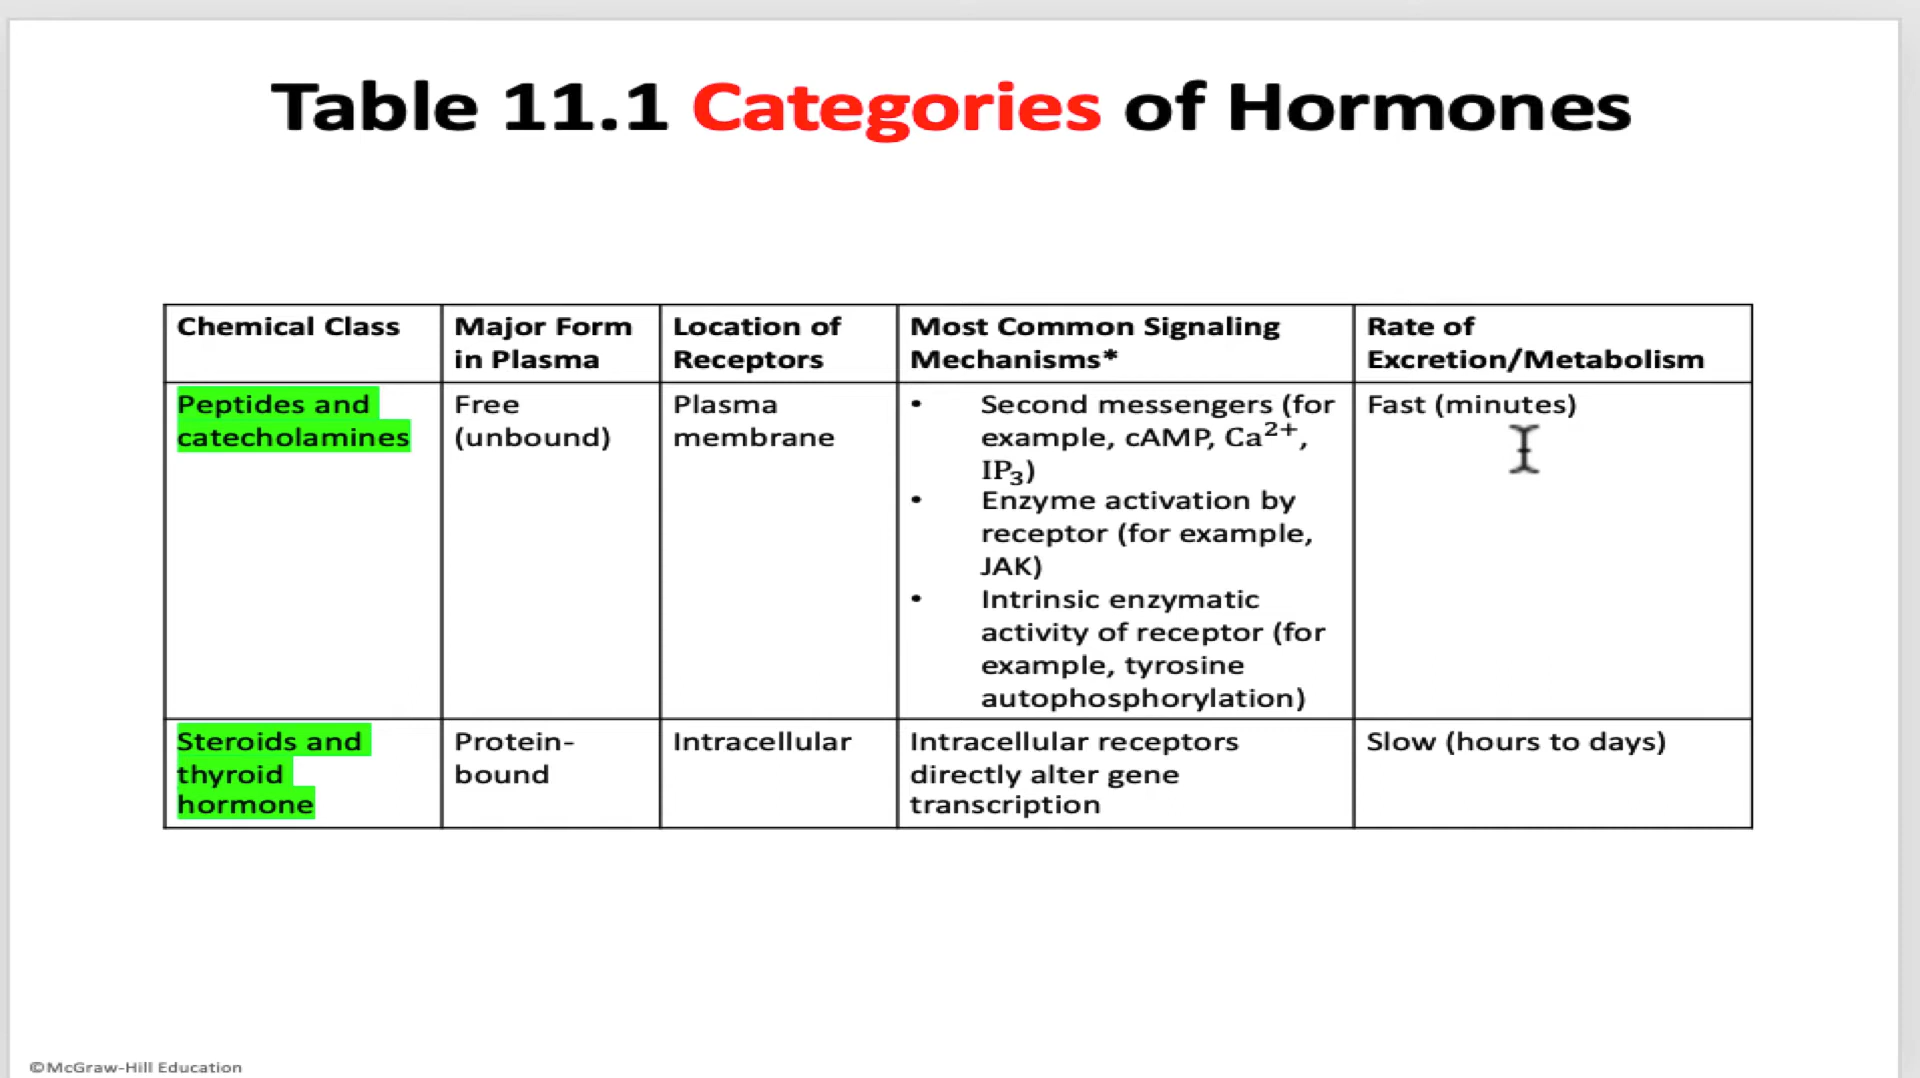 Table 11.1 Categories of Hormones
Chemical Class
Major Form
in Plasma
Location of
Receptors
Most Common Signaling
Mechanisms*
Rate of
Excretion/Metabolism
Peptides and
catecholamines
Free
(unbound)
Plasma
membrane
• Second messengers (for
example, cAMP, Ca²⁺,
IP₃)
• Enzyme activation by
receptor (for example,
JAK)
• Intrinsic enzymatic
activity of receptor (for
example, tyrosine
autophosphorylation)
Fast (minutes)
Steroids and
thyroid
hormone
Protein-
bound
Intracellular
Intracellular receptors
directly alter gene
transcription
Slow (hours to days)
©McGraw-Hill Education